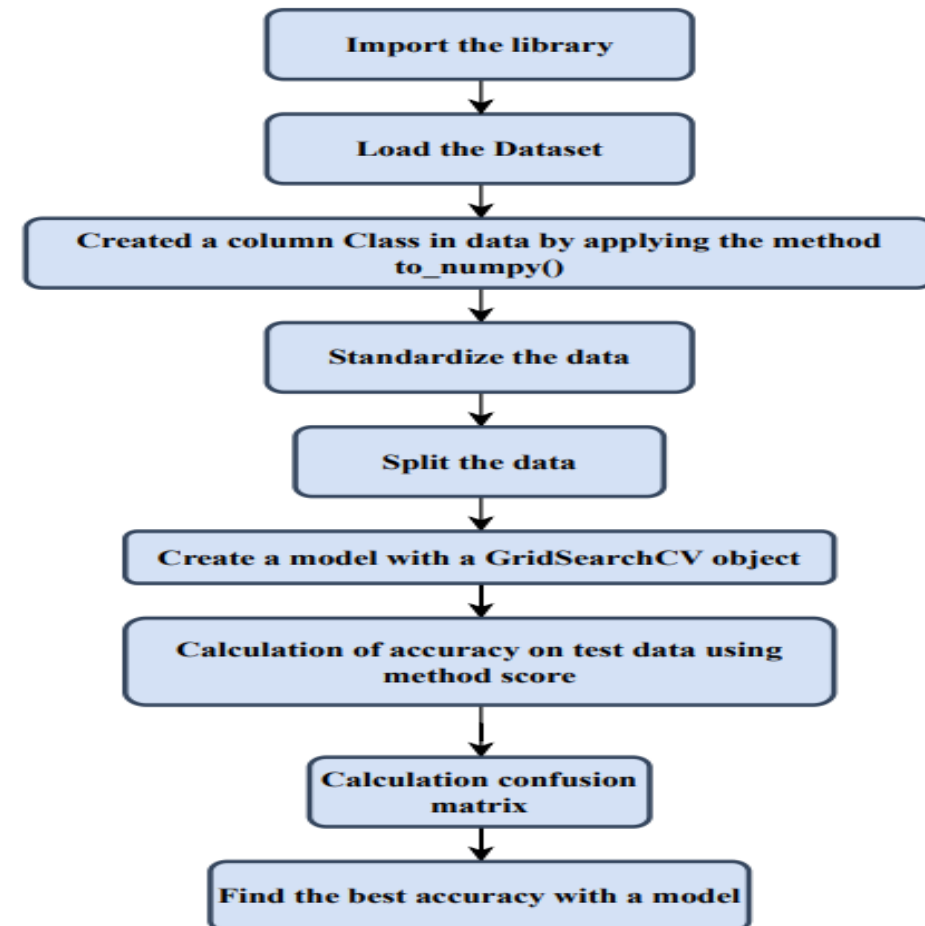 Import the library
Load the Dataset
Created a column Class in data by applying the method
to_numpy()
Standardize the data
Split the data
Create a model with a GridSearchCV object
Calculation of accuracy on test data using
method score
Calculation confusion
matrix
Find the best accuracy with a model